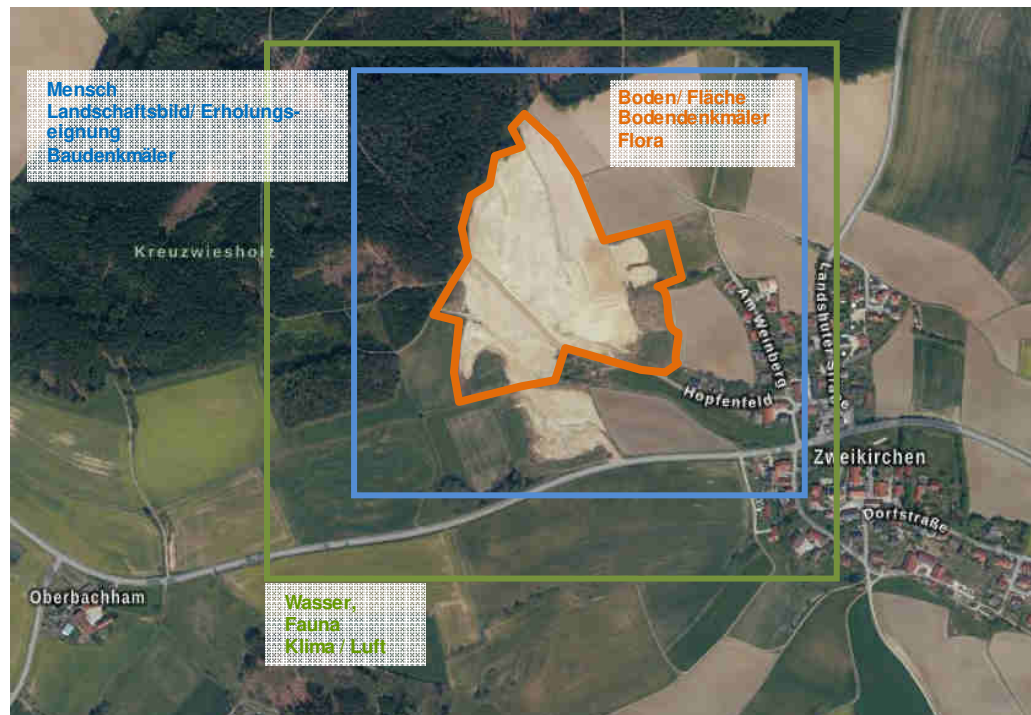 Mensch
Landschaftsbild/ Erholungs-
eignung
Baudenkmäler
Boden/ Fläche
Bodendenkmäler
Flora
Kreuzwiesholz
Am Weinberg
Landshuter Straße
Hopfenfeld
Zweikirchen
Dorfstraße
Oberbachham
Wasser,
Fauna
Klima / Luft